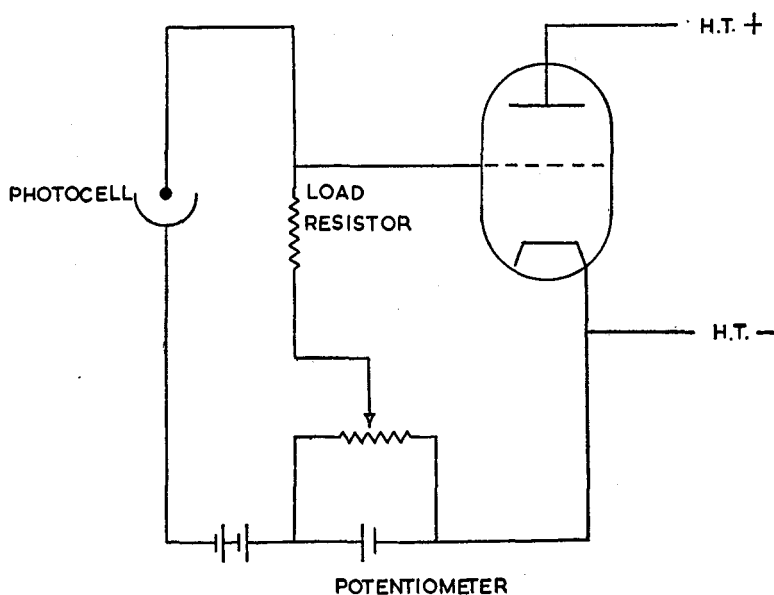 H.T. +
PHOTOCELL
LOAD
RESISTOR
H.T. -
POTENTIOMETER